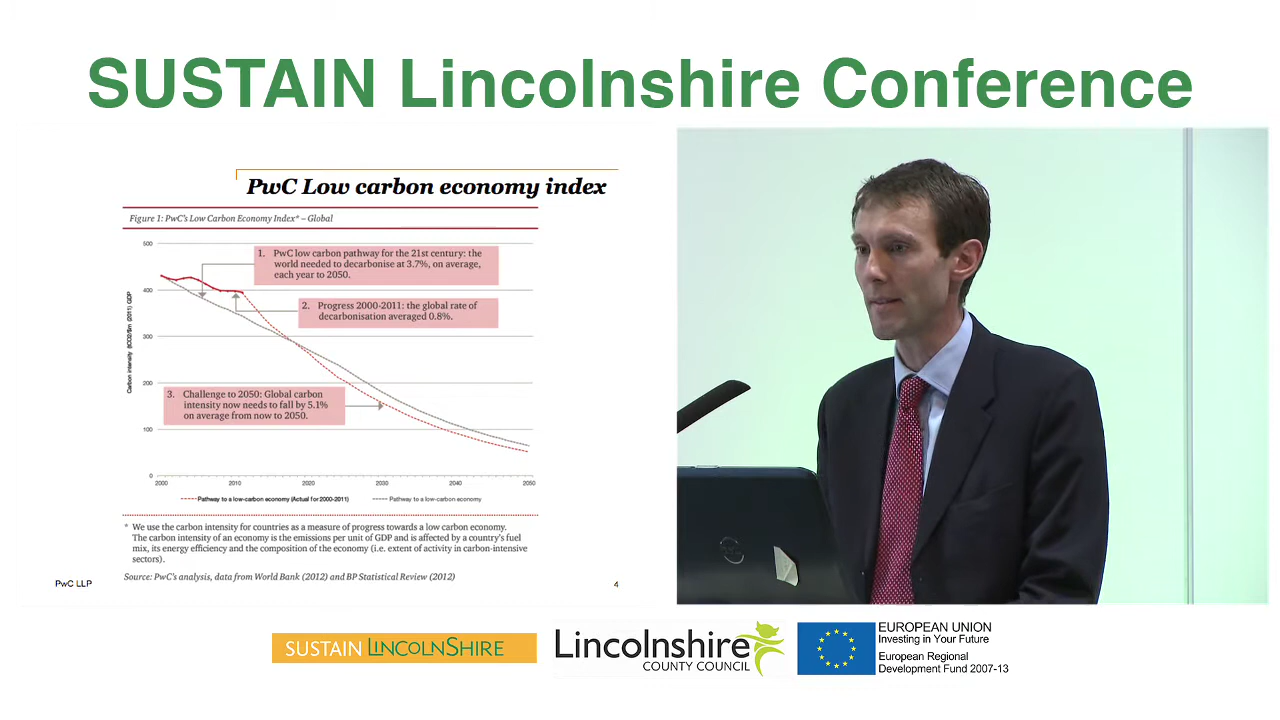 SUSTAIN Lincolnshire Conference
PwC Low carbon economy index
Figure 1: PwC's Low Carbon Economy Index* – Global
500
400
300
200
100
0
Carbon intensity (tCO2/$m (2011) GDP
1. PwC low carbon pathway for the 21st century: the
world needed to decarbonise at 3.7%, on average,
each year to 2050.
2. Progress 2000-2011: the global rate of
decarbonisation averaged 0.8%.
3. Challenge to 2050: Global carbon
intensity now needs to fall by 5.1%
on average from now to 2050.
2000 2010 2020 2030 2040 2050
Pathway to a low-carbon economy (Actual for 2000-2011) Pathway to a low-carbon economy
* We use the carbon intensity for countries as a measure of progress towards a low carbon economy.
The carbon intensity of an economy is the emissions per unit of GDP and is affected by a country's fuel
mix, its energy efficiency and the composition of the economy (i.e. extent of activity in carbon-intensive
sectors).
Source: PwC's analysis, data from World Bank (2012) and BP Statistical Review (2012)
PwC LLP
4
SUSTAIN LINCOLNSHIRE
Lincolnshire
COUNTY COUNCIL
EUROPEAN UNION
Investing in Your Future
European Regional
Development Fund 2007-13